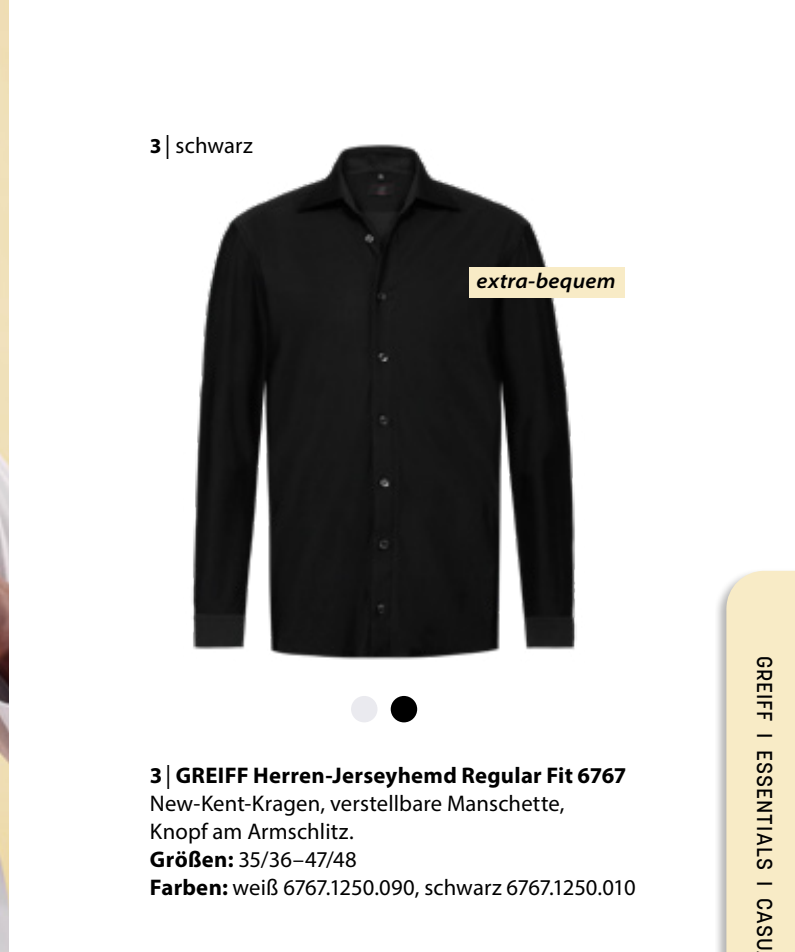 3| schwarz
extra-bequem
3| GREIFF Herren-Jerseyhemd Regular Fit 6767
New-Kent-Kragen, verstellbare Manschette,
Knopf am Armschlitz.
Größen: 35/36–47/48
Farben: weiß 6767.1250.090, schwarz 6767.1250.010
GREIFF I ESSENTIALS I CASU